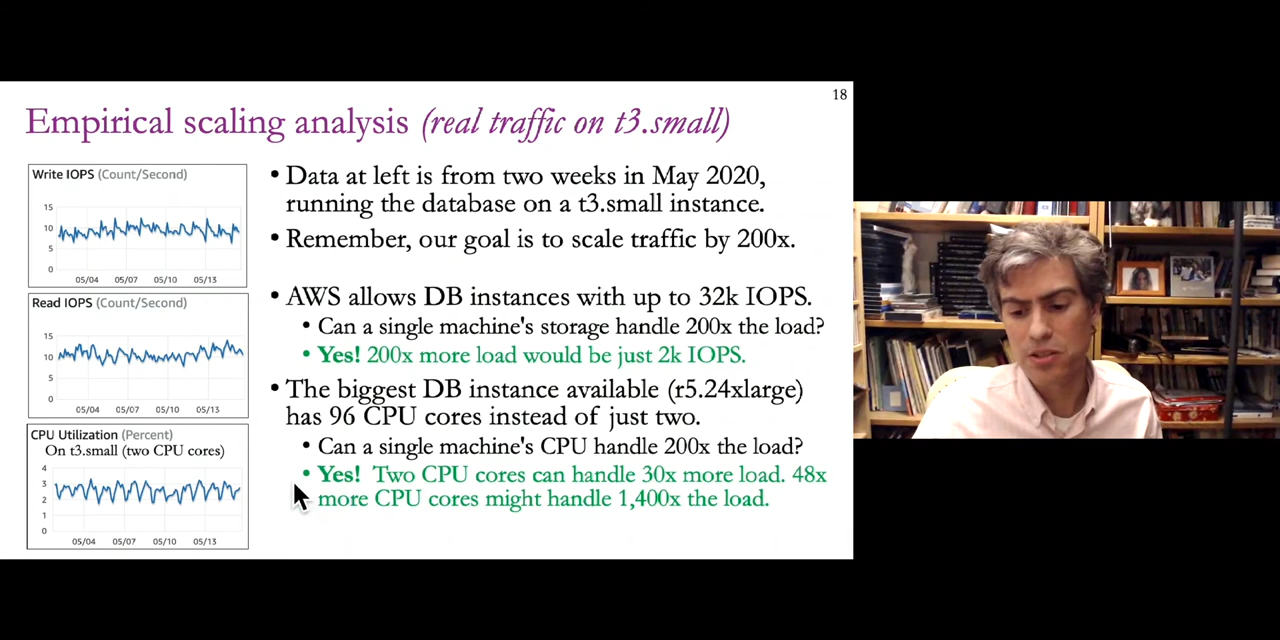 18
Empirical scaling analysis (real traffic on t3.small)
Write IOPS (Count/Second)
15
10
5
0
05/04 05/07 05/10 05/13
Read IOPS (Count/Second)
15
10
5
0
05/04 05/07 05/10 05/13
CPU Utilization (Percent)
On t3.small (two CPU cores)
4
3
2
1
0
05/04 05/07 05/10 05/13
• Data at left is from two weeks in May 2020,
running the database on a t3.small instance.
• Remember, our goal is to scale traffic by 200x.
• AWS allows DB instances with up to 32k IOPS.
• Can a single machine's storage handle 200x the load?
• Yes! 200x more load would be just 2k IOPS.
• The biggest DB instance available (r5.24xlarge)
has 96 CPU cores instead of just two.
• Can a single machine's CPU handle 200x the load?
• Yes! Two CPU cores can handle 30x more load. 48x
more CPU cores might handle 1,400x the load.